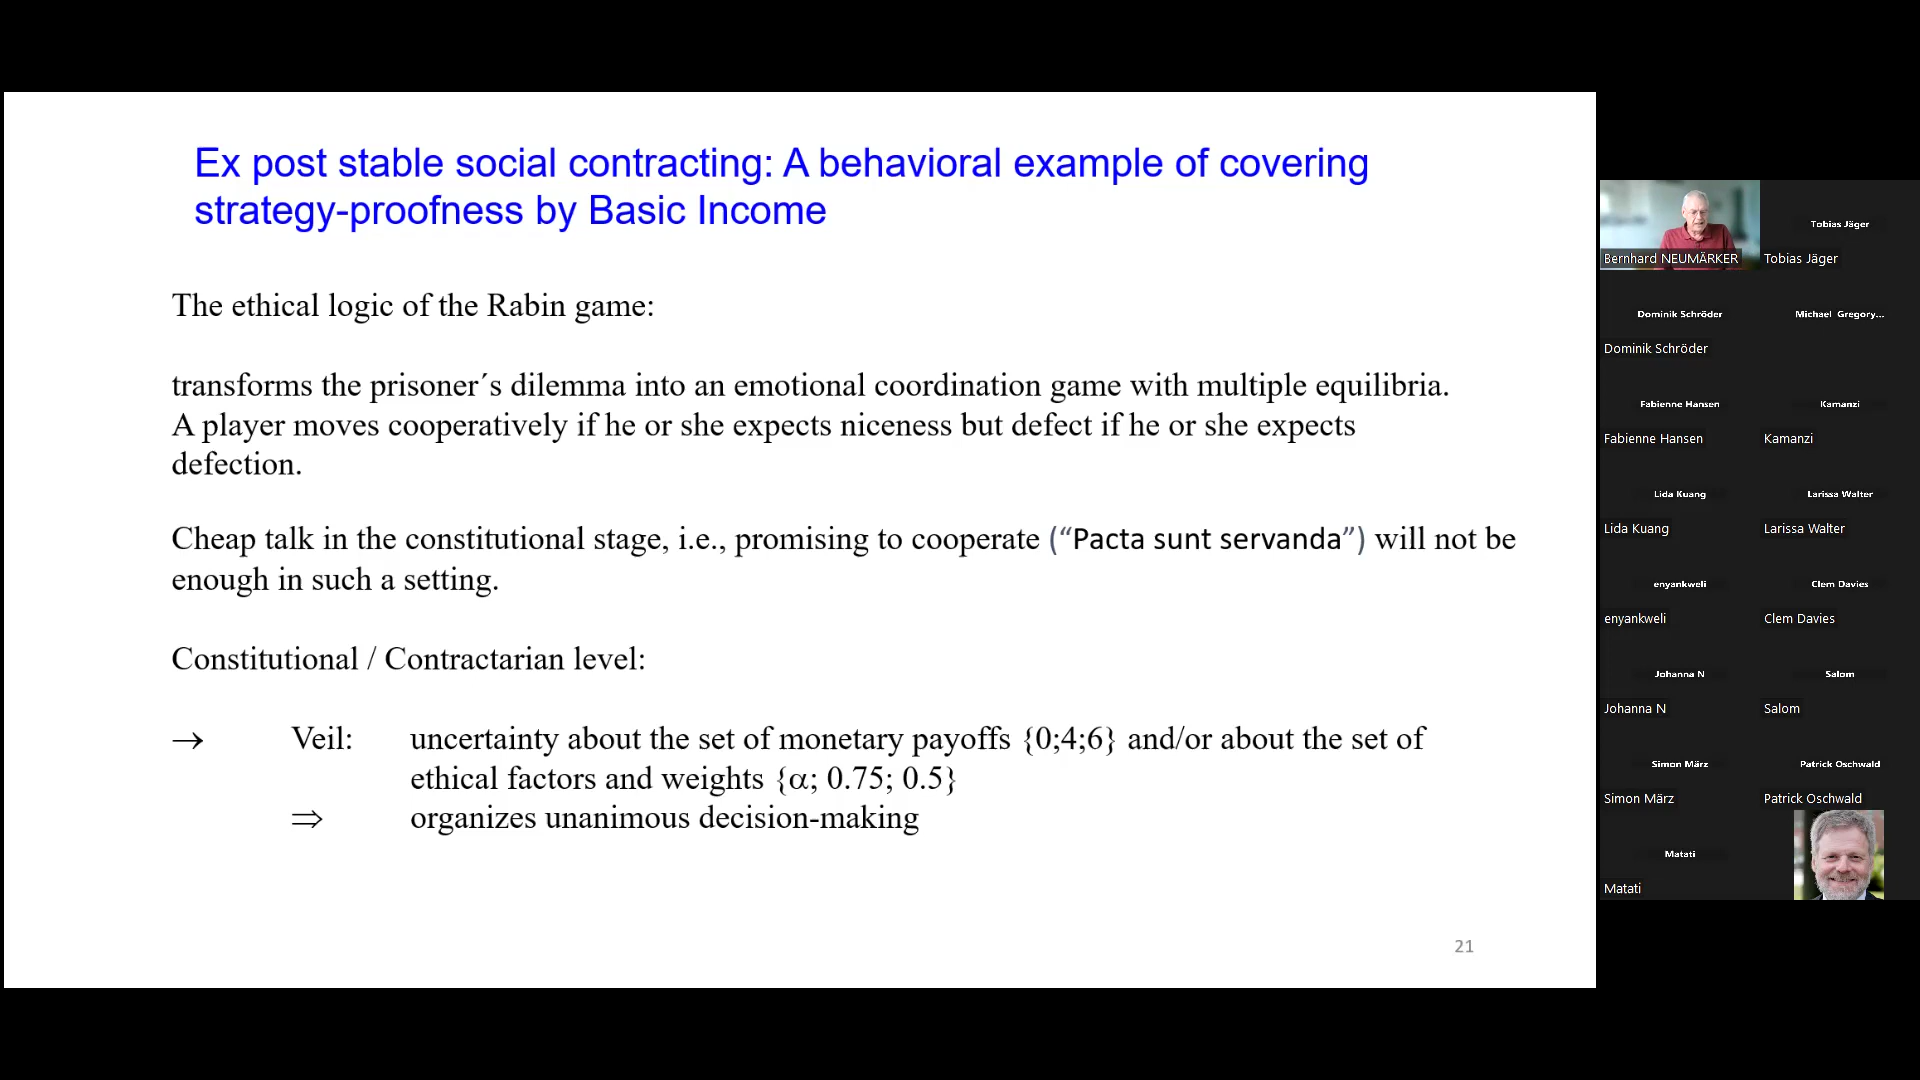 Ex post stable social contracting: A behavioral example of covering
strategy-proofness by Basic Income
The ethical logic of the Rabin game:
transforms the prisoner´s dilemma into an emotional coordination game with multiple equilibria.
A player moves cooperatively if he or she expects niceness but defect if he or she expects
defection.
Cheap talk in the constitutional stage, i.e., promising to cooperate (“Pacta sunt servanda”) will not be
enough in such a setting.
Constitutional / Contractarian level:
→ Veil: uncertainty about the set of monetary payoffs {0;4;6} and/or about the set of
ethical factors and weights {α; 0.75; 0.5}
⇒ organizes unanimous decision-making
21
Bernhard NEUMÄRKER
Tobias Jäger
Tobias Jäger
Dominik Schröder
Dominik Schröder
Michael Gregory...
Fabienne Hansen
Fabienne Hansen
Kamanzi
Kamanzi
Lida Kuang
Lida Kuang
Larissa Walter
Larissa Walter
enyankweli
enyankweli
Clem Davies
Clem Davies
Johanna N
Johanna N
Salom
Salom
Simon März
Simon März
Patrick Oschwald
Patrick Oschwald
Matati
Matati